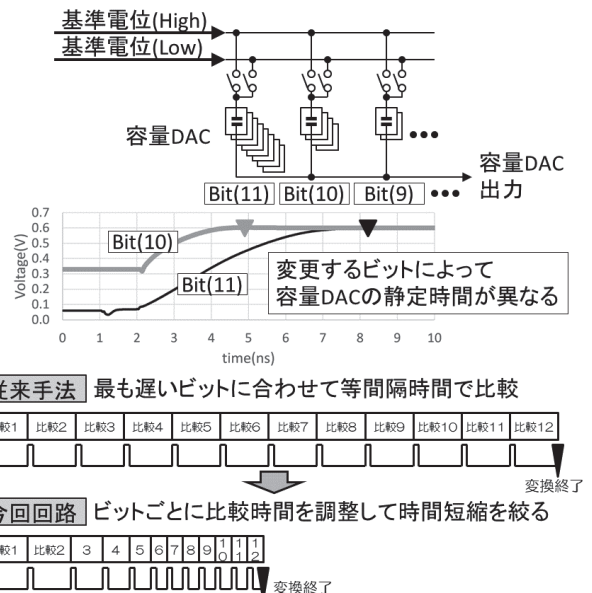 基準電位(High)
基準電位(Low)
容量DAC
容量DAC
出力
Bit(11) Bit(10) Bit(9)
0.7
0.6
0.5
0.4
0.3
0.2
0.1
0.0
Voltage(V)
Bit(10)
Bit(11)
変更するビットによって
容量DACの静定時間が異なる
0 1 2 3 4 5 6 7 8 9 10
time(ns)
従来手法 最も遅いビットに合わせて等間隔時間で比較
較1 比較2 比較3 比較4 比較5 比較6 比較7 比較8 比較9 比較10 比較11 比較12
変換終了
今回回路 ビットごとに比較時間を調整して時間短縮を絞る
較1 比較2 3 4 5 6 7 8 9 10 11 12
変換終了